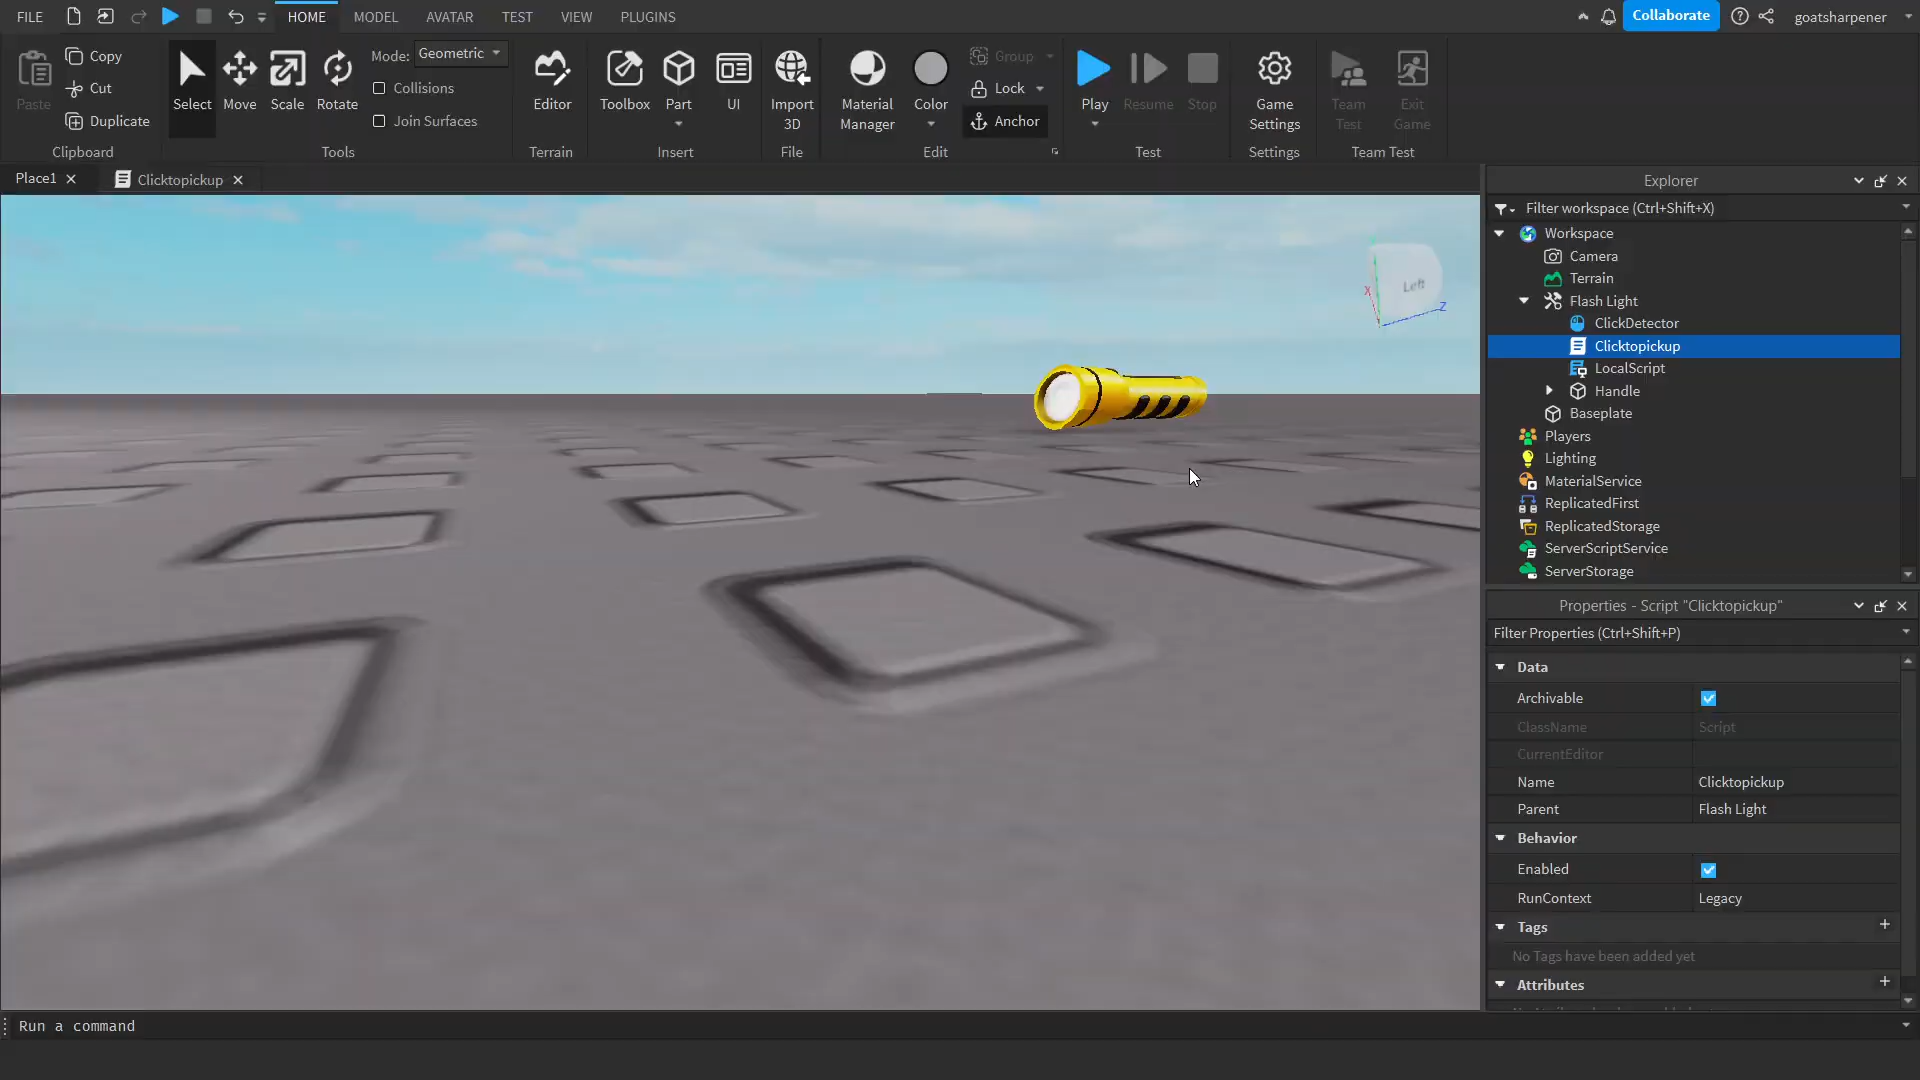 FILE HOME MODEL AVATAR TEST VIEW PLUGINS Collaborate goatsharpener
Paste Copy Cut Duplicate
Clipboard
Select Move Scale Rotate
Mode: Geometric
Collisions
Join Surfaces
Tools
Editor
Terrain
Toolbox Part UI
Insert
Import
3D
File
Material
Manager
Color
Group
Lock
Anchor
Edit
Play Resume Stop
Test
Game
Settings
Settings
Team
Test
Exit
Game
Team Test
Place1 Clicktopickup
Left
X
Z
Explorer
Filter workspace (Ctrl+Shift+X)
Workspace
Camera
Terrain
Flash Light
ClickDetector
Clicktopickup
LocalScript
Handle
Baseplate
Players
Lighting
MaterialService
ReplicatedFirst
ReplicatedStorage
ServerScriptService
ServerStorage
Properties - Script "Clicktopickup"
Filter Properties (Ctrl+Shift+P)
Data
Archivable
ClassName Script
CurrentEditor
Name Clicktopickup
Parent Flash Light
Behavior
Enabled
RunContext Legacy
Tags +
No Tags have been added yet
Attributes +
Run a command